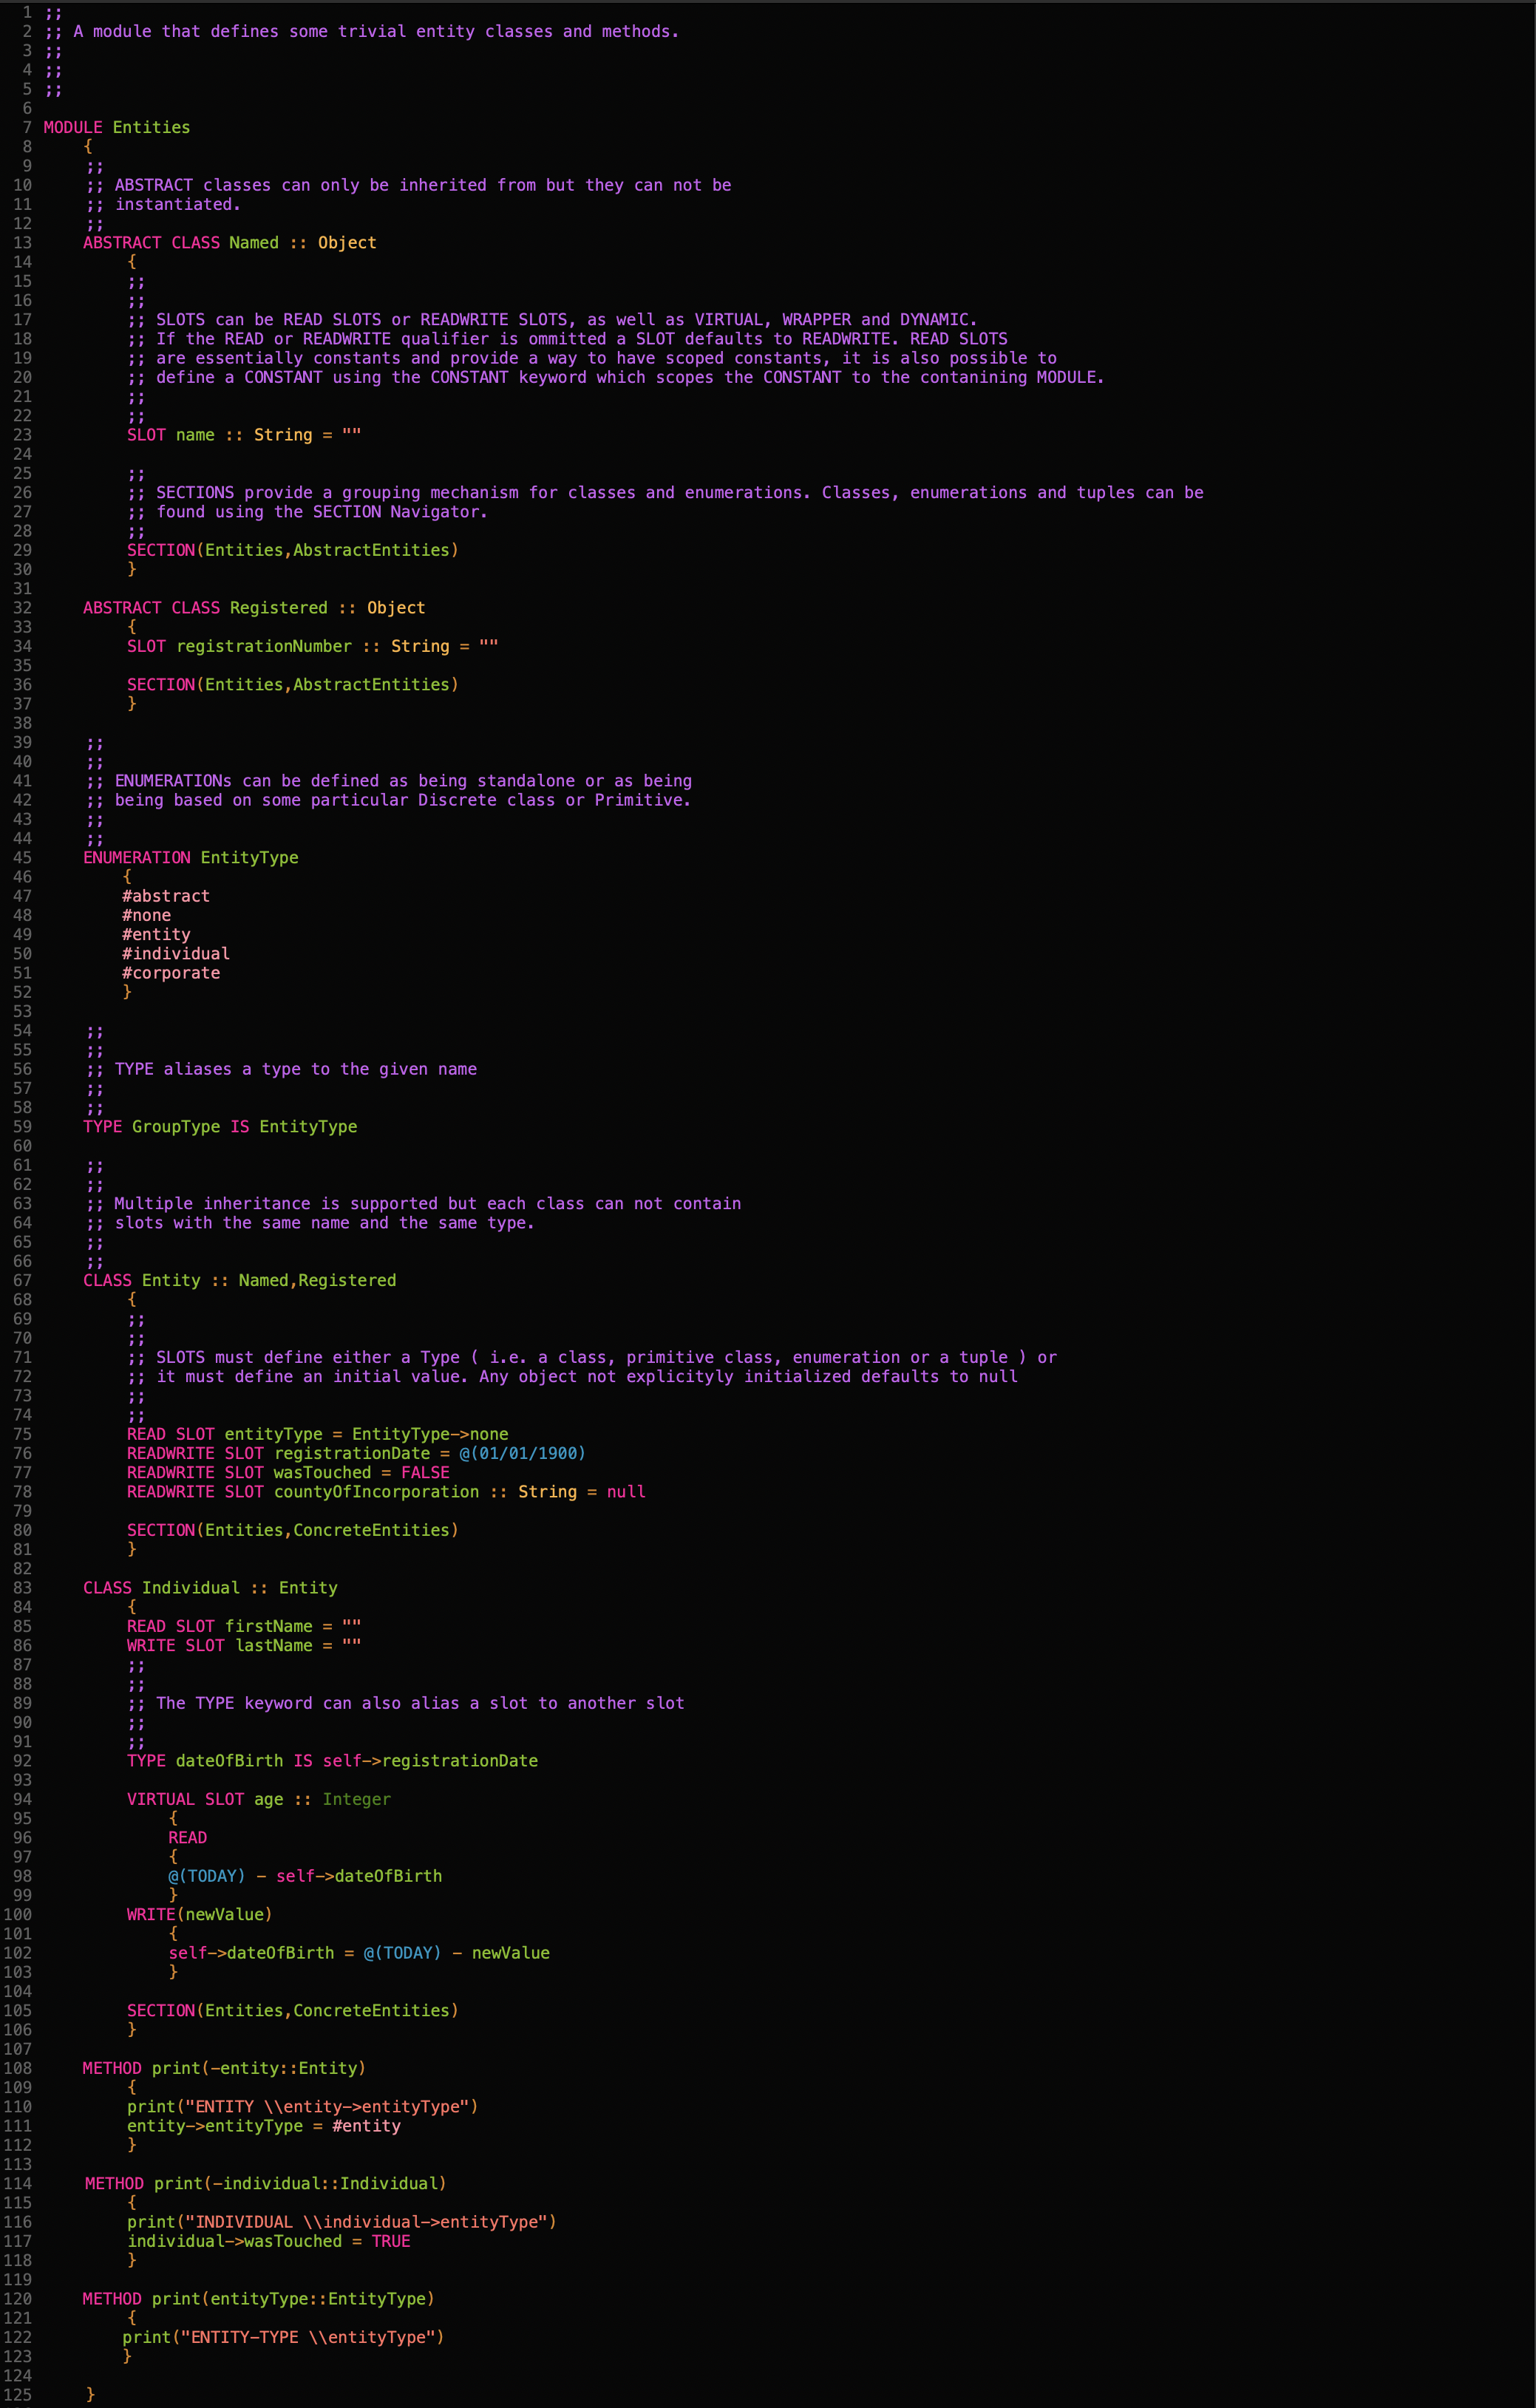 1 ;;
2 ;; A module that defines some trivial entity classes and methods.
3 ;;
4 ;;
5 ;;
6
7 MODULE Entities
8 {
9 ;;
10 ;; ABSTRACT classes can only be inherited from but they can not be
11 ;; instantiated.
12 ;;
13 ABSTRACT CLASS Named :: Object
14 {
15 ;;
16 ;;
17 ;; SLOTS can be READ SLOTS or READWRITE SLOTS, as well as VIRTUAL, WRAPPER and DYNAMIC.
18 ;; If the READ or READWRITE qualifier is ommitted a SLOT defaults to READWRITE. READ SLOTS
19 ;; are essentially constants and provide a way to have scoped constants, it is also possible to
20 ;; define a CONSTANT using the CONSTANT keyword which scopes the CONSTANT to the contanining MODULE.
21 ;;
22 ;;
23 SLOT name :: String = ""
24
25 ;;
26 ;; SECTIONS provide a grouping mechanism for classes and enumerations. Classes, enumerations and tuples can be
27 ;; found using the SECTION Navigator.
28 ;;
29 SECTION(Entities,AbstractEntities)
30 }
31
32 ABSTRACT CLASS Registered :: Object
33 {
34 SLOT registrationNumber :: String = ""
35
36 SECTION(Entities,AbstractEntities)
37 }
38
39 ;;
40 ;;
41 ;; ENUMERATIONs can be defined as being standalone or as being
42 ;; being based on some particular Discrete class or Primitive.
43 ;;
44 ;;
45 ENUMERATION EntityType
46 {
47 #abstract
48 #none
49 #entity
50 #individual
51 #corporate
52 }
53
54 ;;
55 ;;
56 ;; TYPE aliases a type to the given name
57 ;;
58 ;;
59 TYPE GroupType IS EntityType
60
61 ;;
62 ;;
63 ;; Multiple inheritance is supported but each class can not contain
64 ;; slots with the same name and the same type.
65 ;;
66 ;;
67 CLASS Entity :: Named,Registered
68 {
69 ;;
70 ;;
71 ;; SLOTS must define either a Type ( i.e. a class, primitive class, enumeration or a tuple ) or
72 ;; it must define an initial value. Any object not explicityly initialized defaults to null
73 ;;
74 ;;
75 READ SLOT entityType = EntityType->none
76 READWRITE SLOT registrationDate = @(01/01/1900)
77 READWRITE SLOT wasTouched = FALSE
78 READWRITE SLOT countyOfIncorporation :: String = null
79
80 SECTION(Entities,ConcreteEntities)
81 }
82
83 CLASS Individual :: Entity
84 {
85 READ SLOT firstName = ""
86 WRITE SLOT lastName = ""
87 ;;
88 ;;
89 ;; The TYPE keyword can also alias a slot to another slot
90 ;;
91 ;;
92 TYPE dateOfBirth IS self->registrationDate
93
94 VIRTUAL SLOT age :: Integer
95 {
96 READ
97 {
98 @(TODAY) - self->dateOfBirth
99 }
100 WRITE(newValue)
101 {
102 self->dateOfBirth = @(TODAY) - newValue
103 }
104
105 SECTION(Entities,ConcreteEntities)
106 }
107
108 METHOD print(-entity::Entity)
109 {
110 print("ENTITY \\entity->entityType")
111 entity->entityType = #entity
112 }
113
114 METHOD print(-individual::Individual)
115 {
116 print("INDIVIDUAL \\individual->entityType")
117 individual->wasTouched = TRUE
118 }
119
120 METHOD print(entityType::EntityType)
121 {
122 print("ENTITY-TYPE \\entityType")
123 }
124
125 }